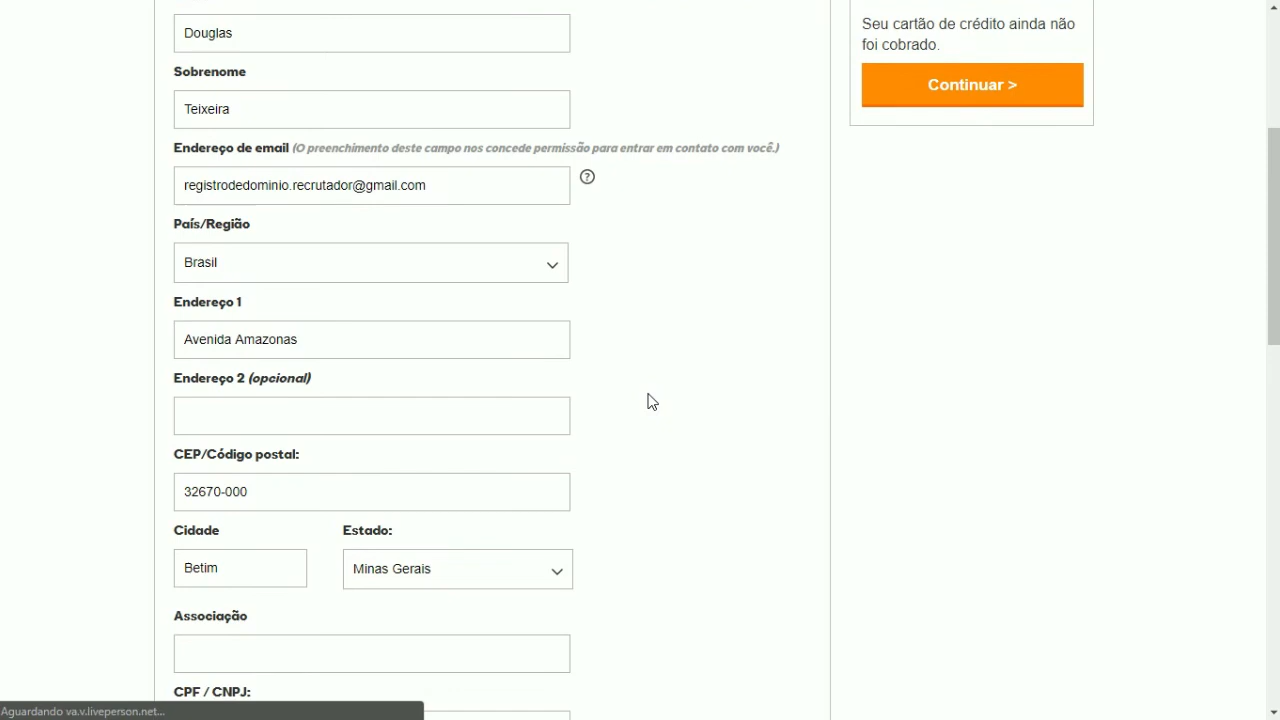 Douglas
Sobrenome
Teixeira
Endereço de email (O preenchimento deste campo nos concede permissão para entrar em contato com você.)
registrodedominio.recrutador@gmail.com
?
País/Região
Brasil
Endereço 1
Avenida Amazonas
Endereço 2 (opcional)
CEP/Código postal:
32670-000
Cidade
Estado:
Betim
Minas Gerais
Associação
CPF / CNPJ:
Aguardando va.v.liveperson.net...
Seu cartão de crédito ainda não
foi cobrado.
Continuar >